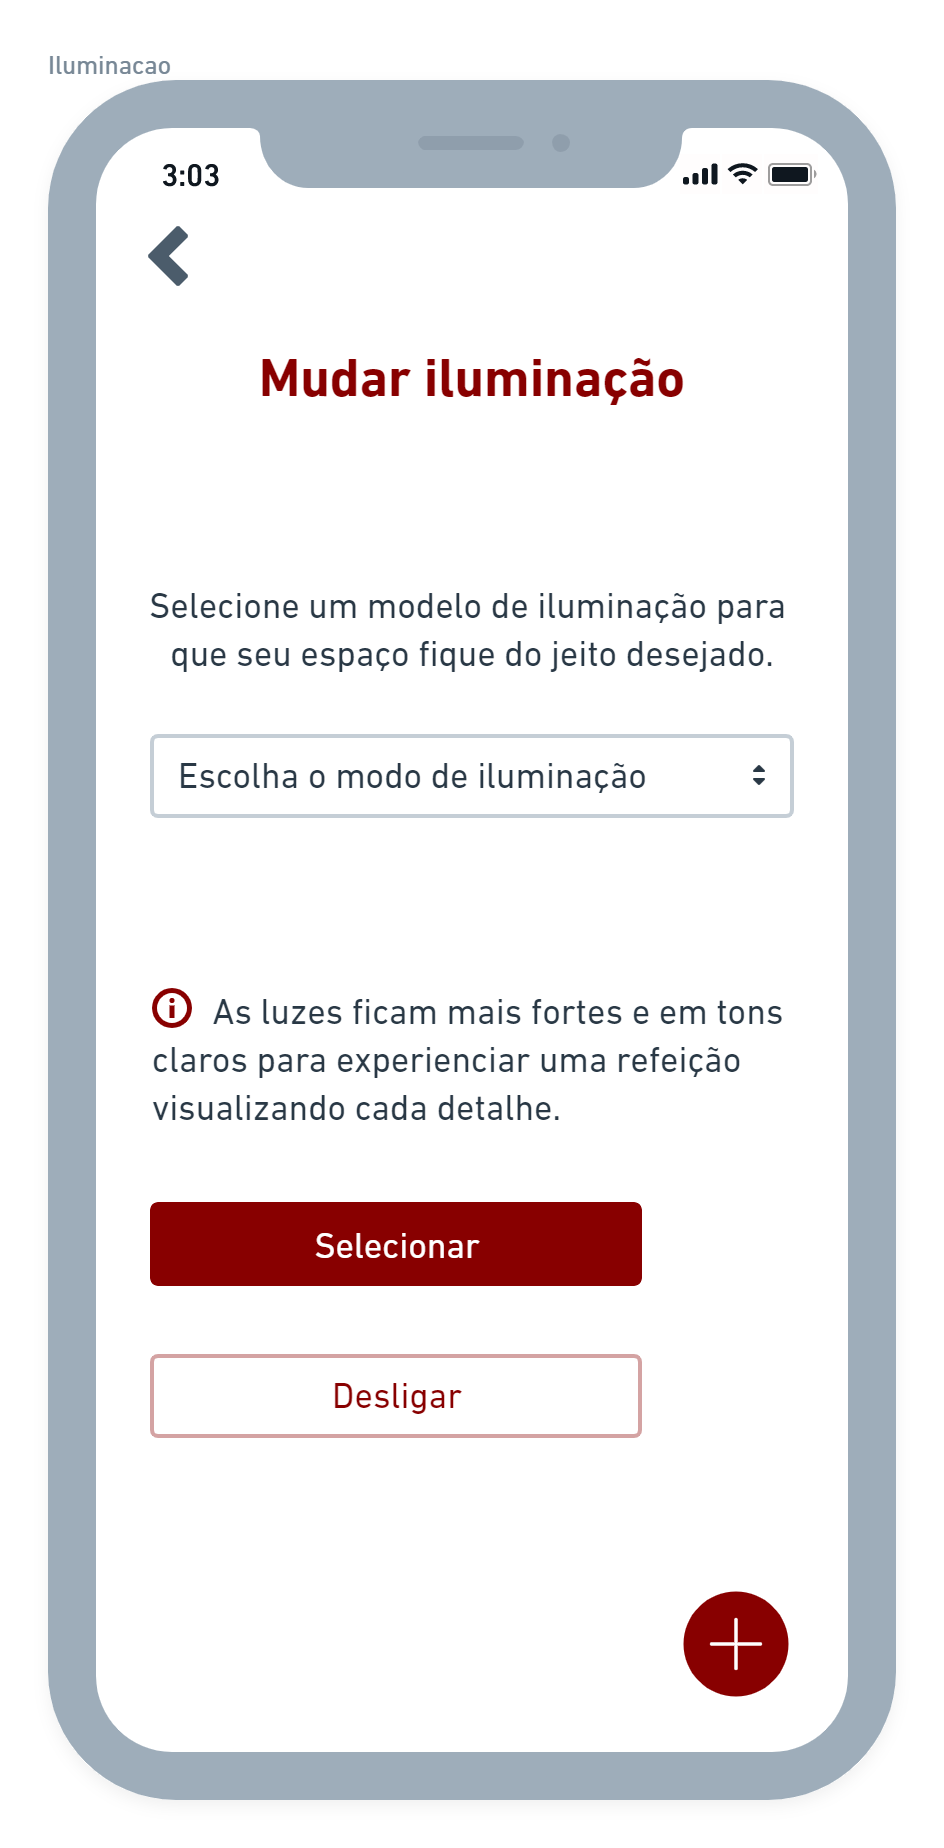 Iluminacao
3:03
Mudar iluminação
Selecione um modelo de iluminação para
que seu espaço fique do jeito desejado.
Escolha o modo de iluminação
As luzes ficam mais fortes e em tons
claros para experienciar uma refeição
visualizando cada detalhe.
Selecionar
Desligar